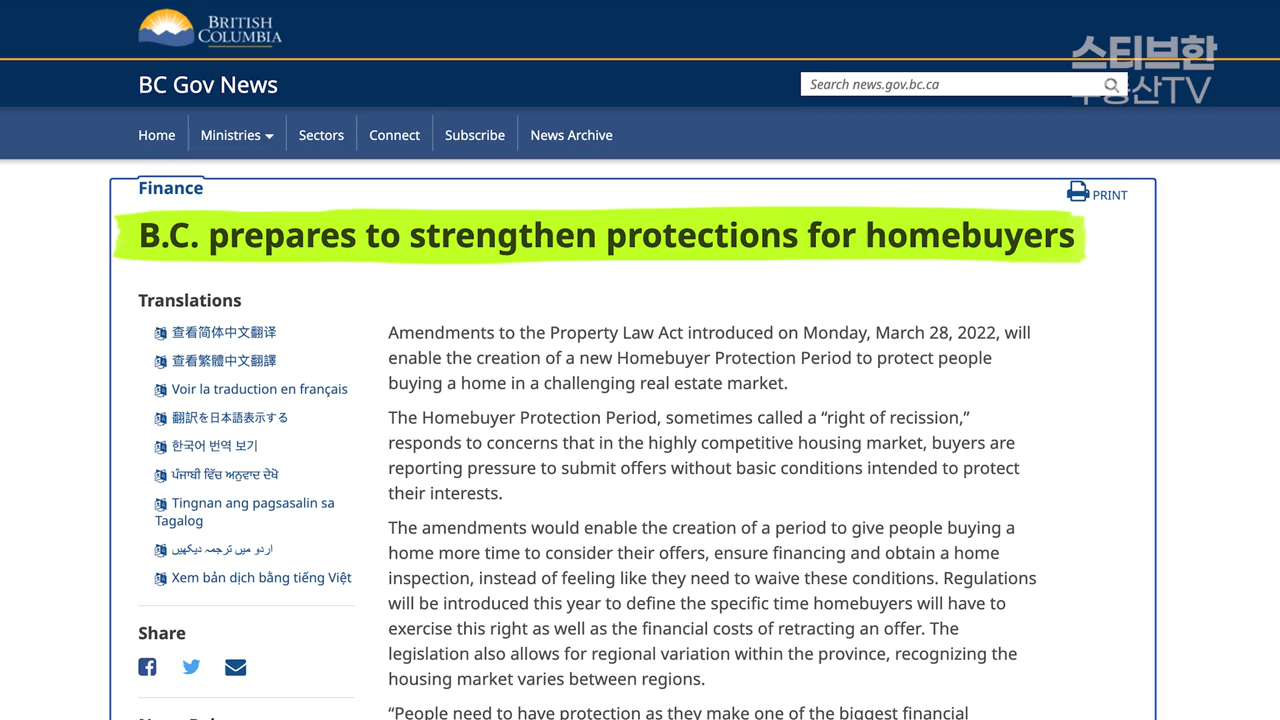 BRITISH
COLUMBIA
스티브한
부동산TV
BC Gov News
Search news.gov.bc.ca
Home
Ministries
Sectors
Connect
Subscribe
News Archive
Finance
PRINT
B.C. prepares to strengthen protections for homebuyers
Translations
查看简体中文翻译
查看繁體中文翻譯
Voir la traduction en français
翻訳を日本語表示する
한국어 번역 보기
ਪੰਜਾਬੀ ਵਿੱਚ ਅਨੁਵਾਦ ਦੇਖੋ
Tingnan ang pagsasalin sa
Tagalog
اردو میں ترجمہ دیکھیں
Xem bản dịch bằng tiếng Việt
Share
Amendments to the Property Law Act introduced on Monday, March 28, 2022, will
enable the creation of a new Homebuyer Protection Period to protect people
buying a home in a challenging real estate market.
The Homebuyer Protection Period, sometimes called a “right of recission,”
responds to concerns that in the highly competitive housing market, buyers are
reporting pressure to submit offers without basic conditions intended to protect
their interests.
The amendments would enable the creation of a period to give people buying a
home more time to consider their offers, ensure financing and obtain a home
inspection, instead of feeling like they need to waive these conditions. Regulations
will be introduced this year to define the specific time homebuyers will have to
exercise this right as well as the financial costs of retracting an offer. The
legislation also allows for regional variation within the province, recognizing the
housing market varies between regions.
“People need to have protection as they make one of the biggest financial